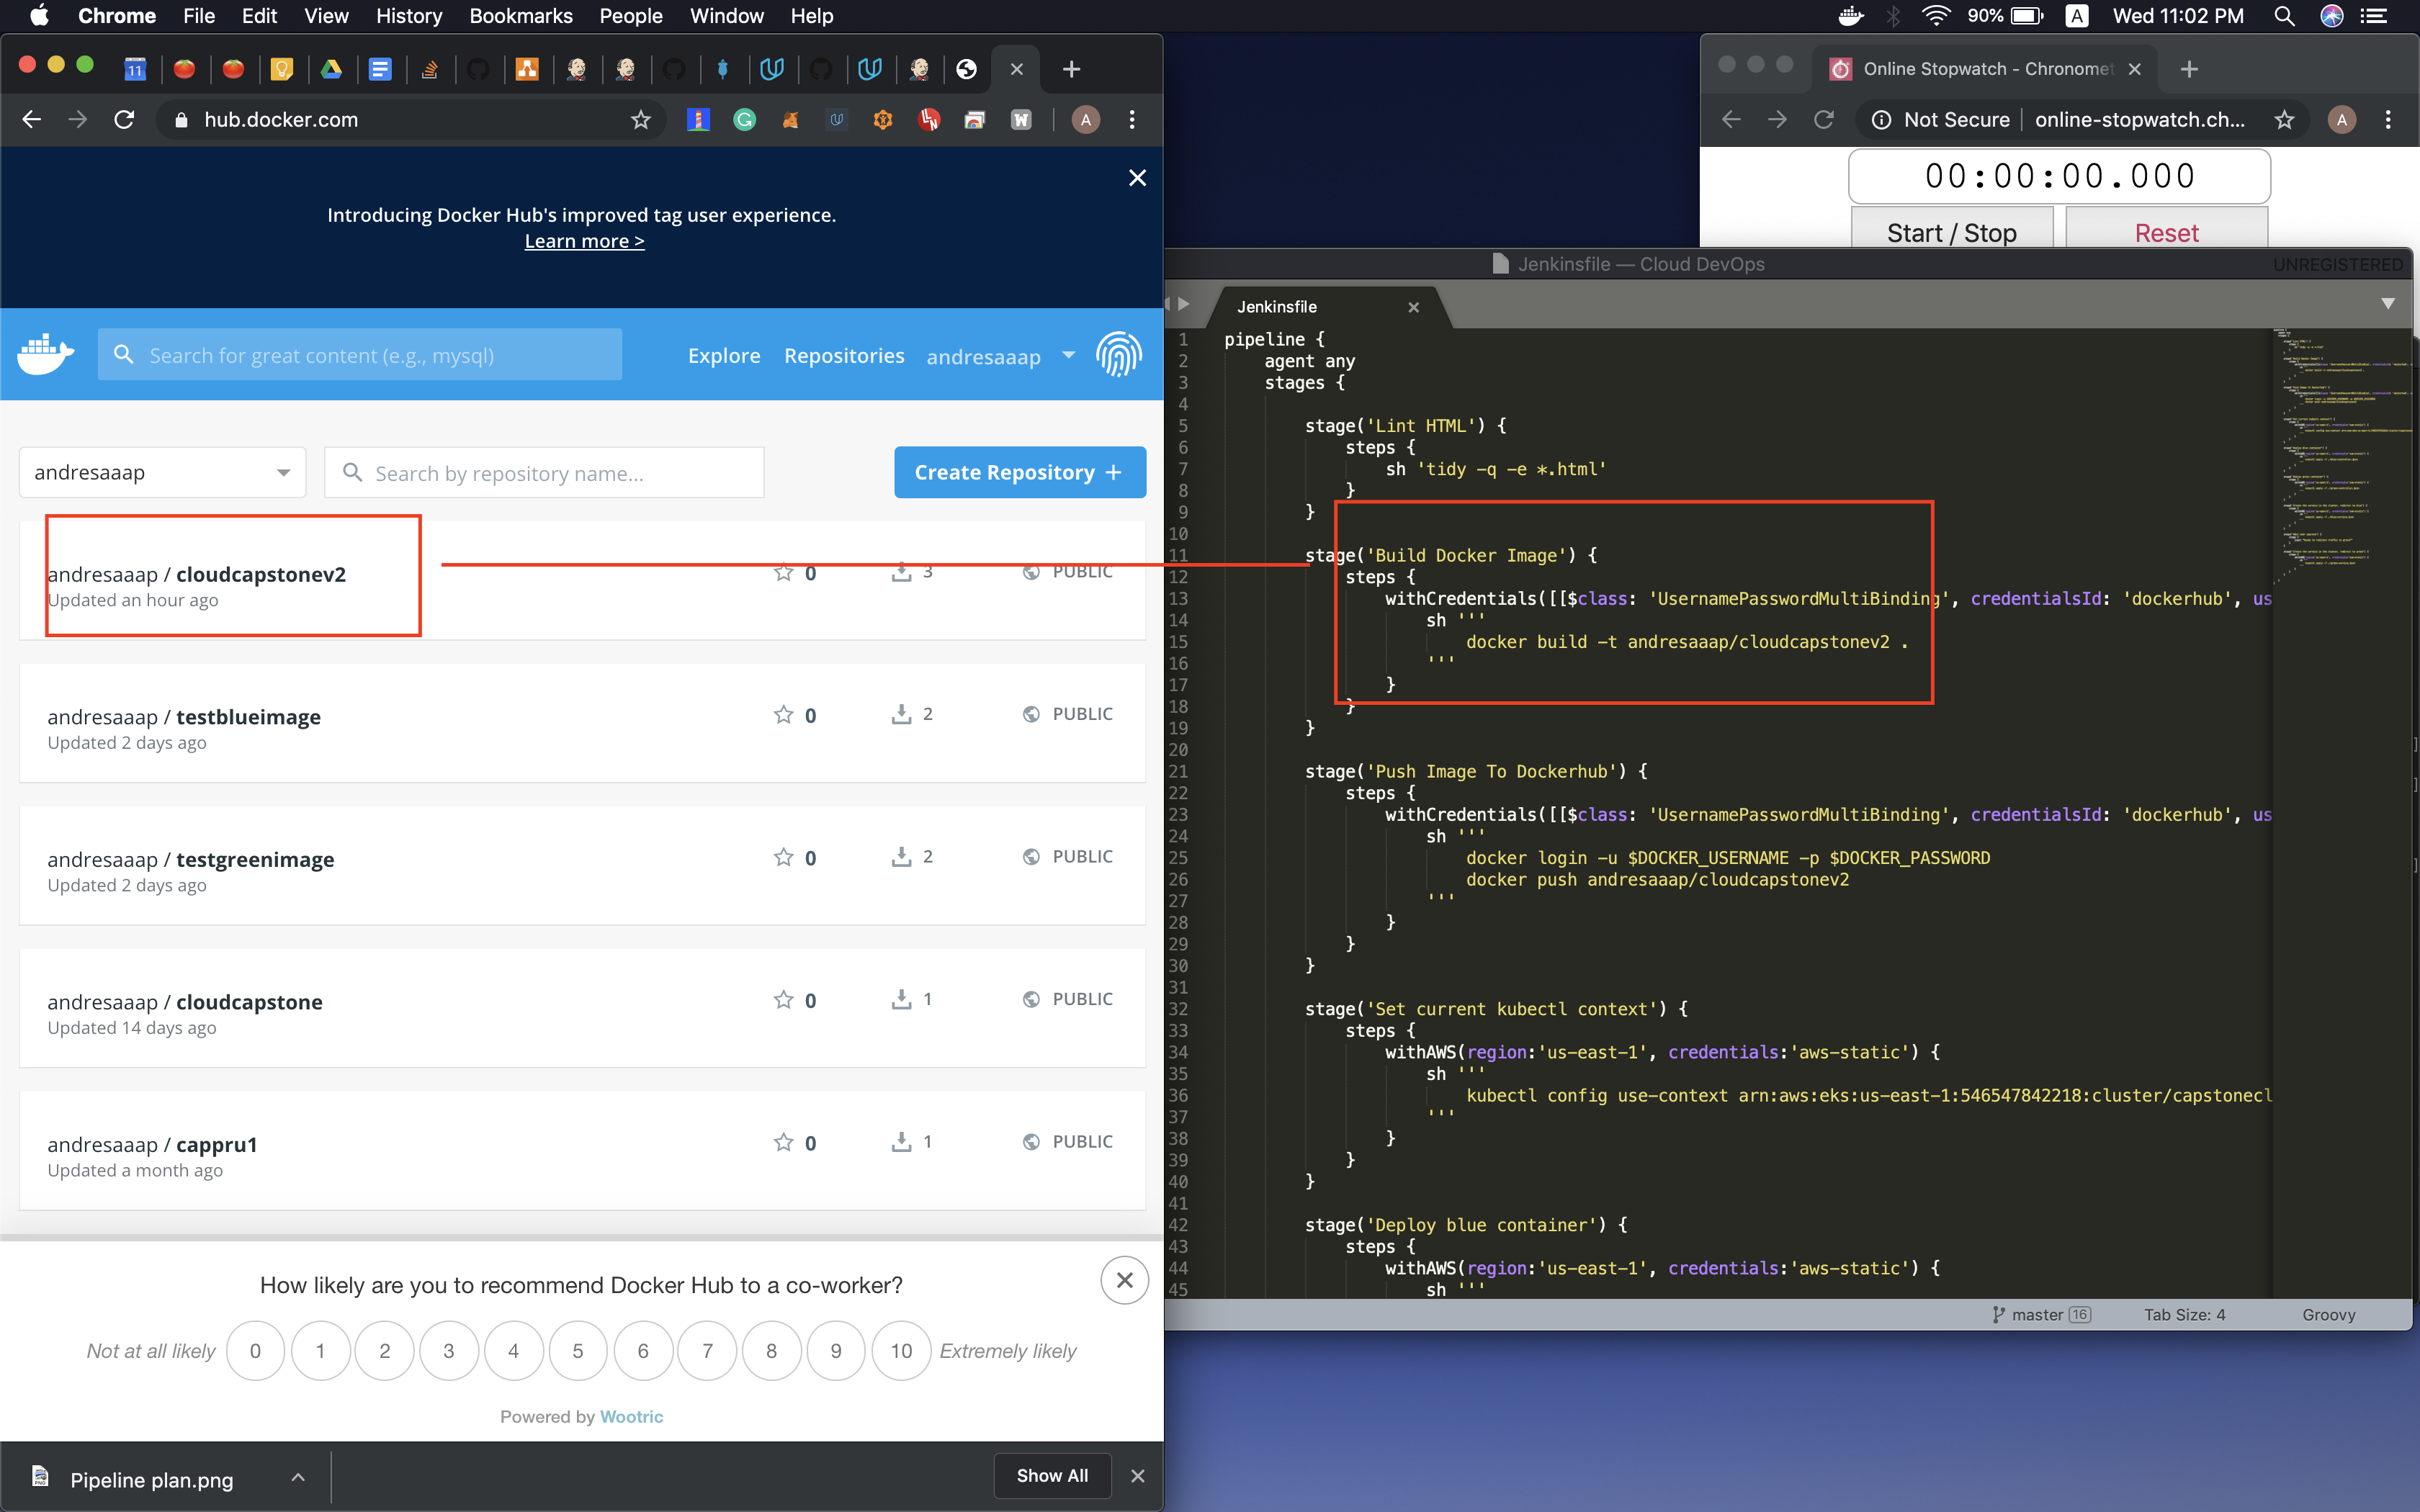 Chrome File Edit View History Bookmarks People Window Help
90% A Wed 11:02 PM
11
hub.docker.com
A
Introducing Docker Hub's improved tag user experience.
Learn more >
Search for great content (e.g., mysql)
Explore Repositories andresaaap
andresaaap
Search by repository name...
Create Repository +
andresaaap / cloudcapstonev2
Updated an hour ago
0 3 PUBLIC
andresaaap / testblueimage
Updated 2 days ago
0 2 PUBLIC
andresaaap / testgreenimage
Updated 2 days ago
0 2 PUBLIC
andresaaap / cloudcapstone
Updated 14 days ago
0 1 PUBLIC
andresaaap / cappru1
Updated a month ago
0 1 PUBLIC
How likely are you to recommend Docker Hub to a co-worker?
Not at all likely 0 1 2 3 4 5 6 7 8 9 10 Extremely likely
Powered by Wootric
Pipeline plan.png
Show All
Online Stopwatch - Chronomet
Not Secure online-stopwatch.ch...
A
00:00:00.000
Start / Stop Reset
Jenkinsfile — Cloud DevOps
UNREGISTERED
Jenkinsfile
1 pipeline {
2 agent any
3 stages {
4
5 stage('Lint HTML') {
6 steps {
7 sh 'tidy -q -e *.html'
8 }
9 }
10
11 stage('Build Docker Image') {
12 steps {
13 withCredentials([[$class: 'UsernamePasswordMultiBinding', credentialsId: 'dockerhub', us
14 sh '''
15 docker build -t andresaaap/cloudcapstonev2 .
16 '''
17 }
18 }
19 }
20
21 stage('Push Image To Dockerhub') {
22 steps {
23 withCredentials([[$class: 'UsernamePasswordMultiBinding', credentialsId: 'dockerhub', us
24 sh '''
25 docker login -u $DOCKER_USERNAME -p $DOCKER_PASSWORD
26 docker push andresaaap/cloudcapstonev2
27 '''
28 }
29 }
30 }
31
32 stage('Set current kubectl context') {
33 steps {
34 withAWS(region:'us-east-1', credentials:'aws-static') {
35 sh '''
36 kubectl config use-context arn:aws:eks:us-east-1:546547842218:cluster/capstonecl
37 '''
38 }
39 }
40 }
41
42 stage('Deploy blue container') {
43 steps {
44 withAWS(region:'us-east-1', credentials:'aws-static') {
45 sh '''
master 16 Tab Size: 4 Groovy